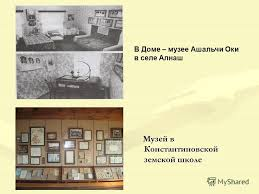 В Доме – музее Ашальчи Оки
в селе Алнаш
Музей в
Константиновской
земской школе
MyShared